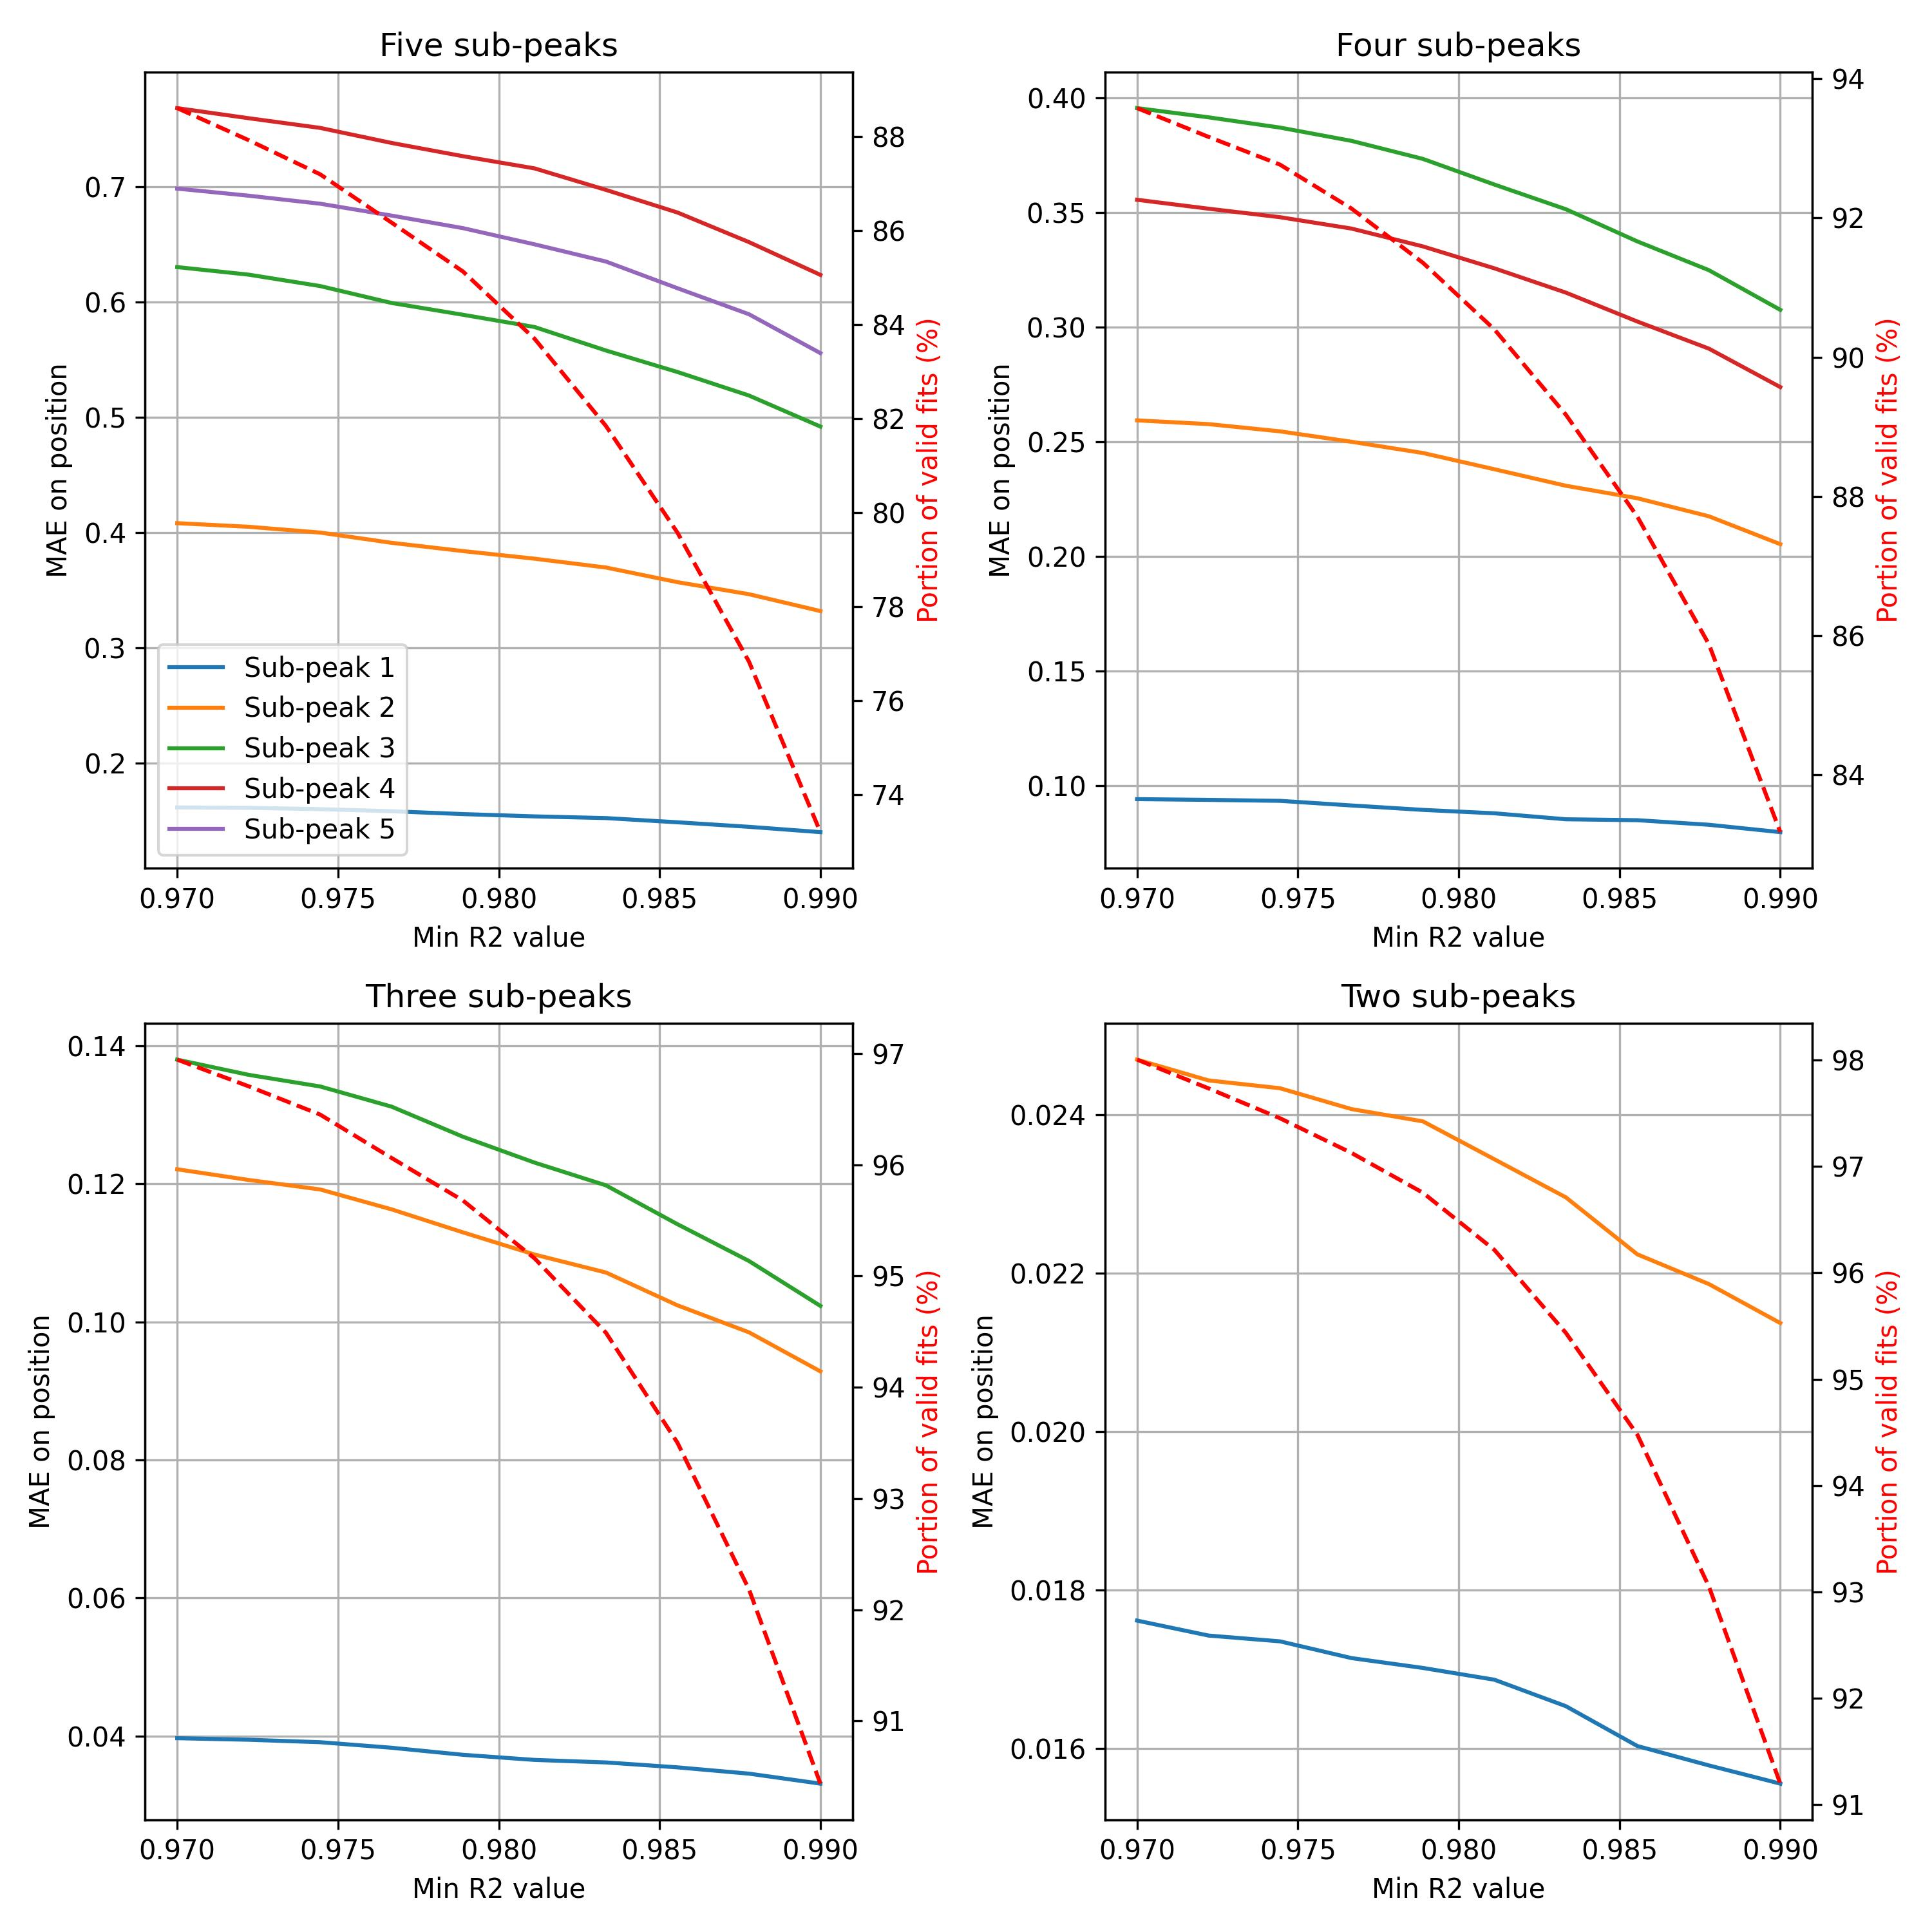 Five sub-peaks
MAE on position
0.7
0.6
0.5
0.4
0.3
0.2
88
86
84
82
80
78
76
74
Portion of valid fits (%)
Sub-peak 1
Sub-peak 2
Sub-peak 3
Sub-peak 4
Sub-peak 5
0.970 0.975 0.980 0.985 0.990
Min R2 value
Four sub-peaks
MAE on position
0.40
0.35
0.30
0.25
0.20
0.15
0.10
94
92
90
88
86
84
Portion of valid fits (%)
0.970 0.975 0.980 0.985 0.990
Min R2 value
Three sub-peaks
MAE on position
0.14
0.12
0.10
0.08
0.06
0.04
97
96
95
94
93
92
91
Portion of valid fits (%)
0.970 0.975 0.980 0.985 0.990
Min R2 value
Two sub-peaks
MAE on position
0.024
0.022
0.020
0.018
0.016
98
97
96
95
94
93
92
91
Portion of valid fits (%)
0.970 0.975 0.980 0.985 0.990
Min R2 value